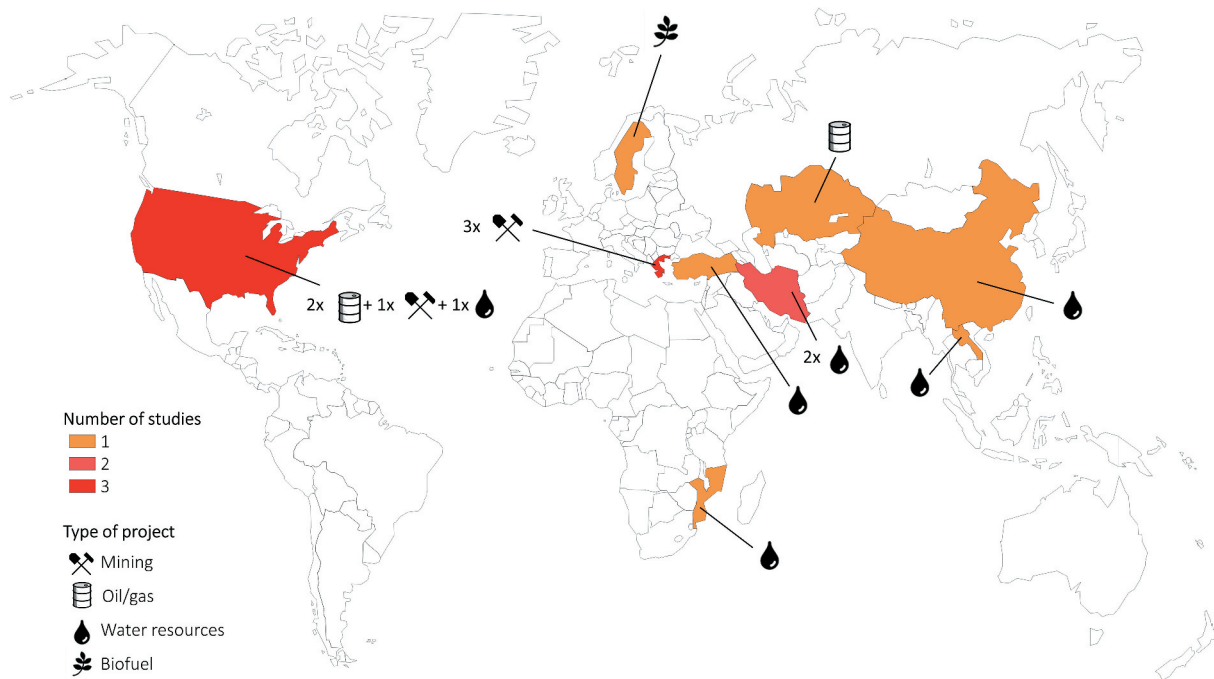 3x
2x + 1x + 1x
2x
Number of studies
1
2
3
Type of project
Mining
Oil/gas
Water resources
Biofuel